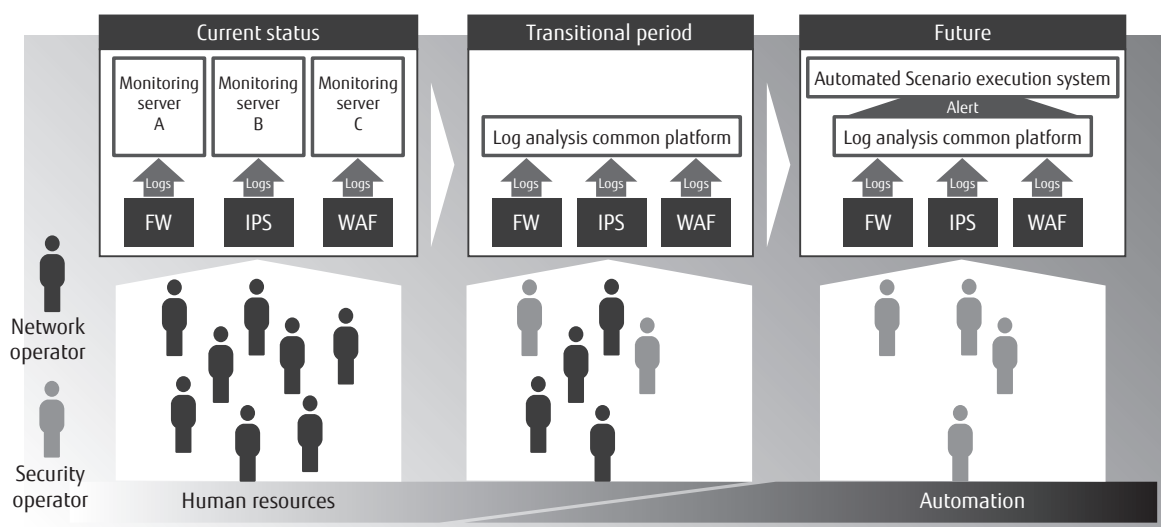 Current status
Monitoring
server
A
Monitoring
server
B
Monitoring
server
C
Logs
Logs
Logs
FW
IPS
WAF
Transitional period
Log analysis common platform
Logs
Logs
Logs
FW
IPS
WAF
Future
Automated Scenario execution system
Alert
Log analysis common platform
Logs
Logs
Logs
FW
IPS
WAF
Network
operator
Security
operator
Human resources
Automation